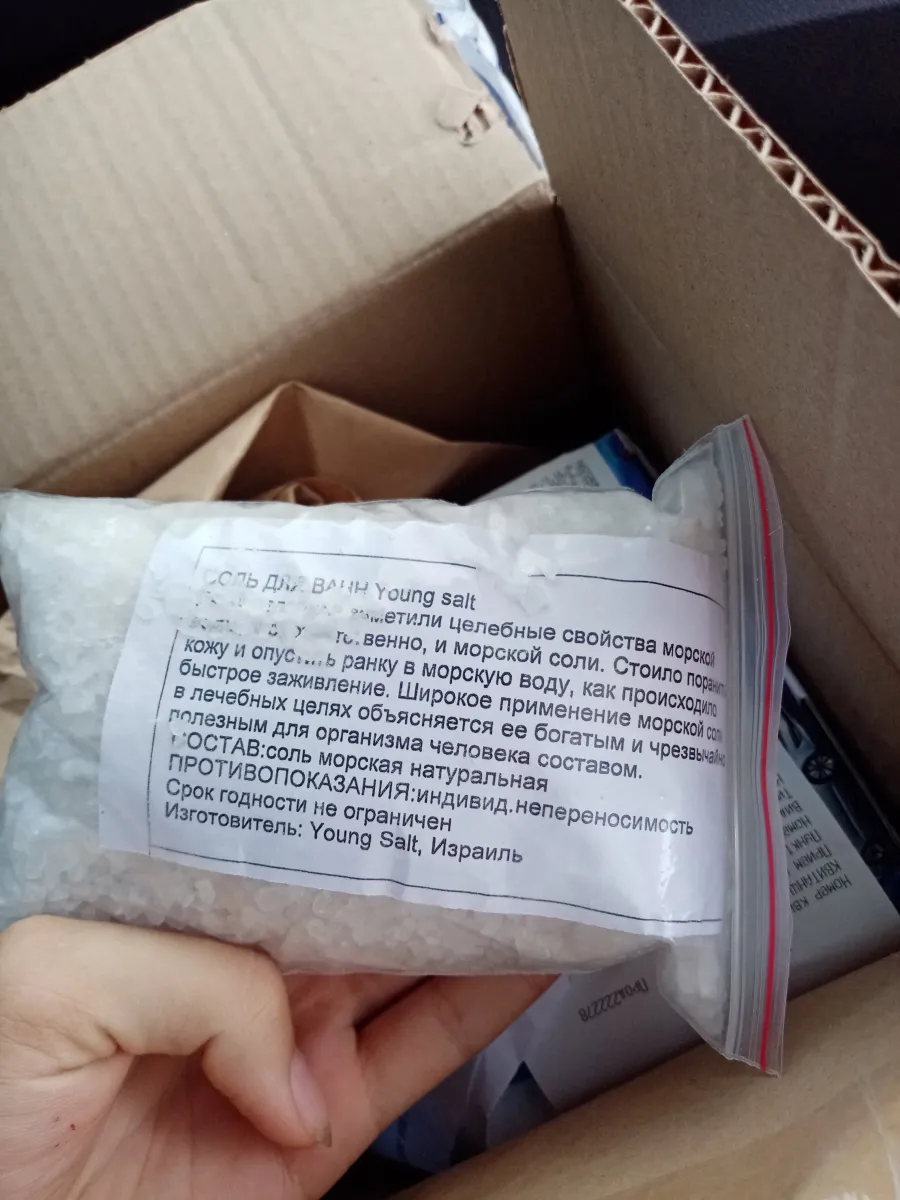 СОЛЬ ДЛЯ ВАНН Young salt
метили целебные свойства морской
венно, и морской соли. Стоило поранить
кожу и опустить ранку в морскую воду, как происходило
быстрое заживление. Широкое применение морской соли
в лечебных целях объясняется ее богатым и чрезвычайно
полезным для организма человека составом.
СОСТАВ:соль морская натуральная
ПРОТИВОПОКАЗАНИЯ:индивид.непереносимость
Срок годности не ограничен
Изготовитель: Young Salt, Израиль